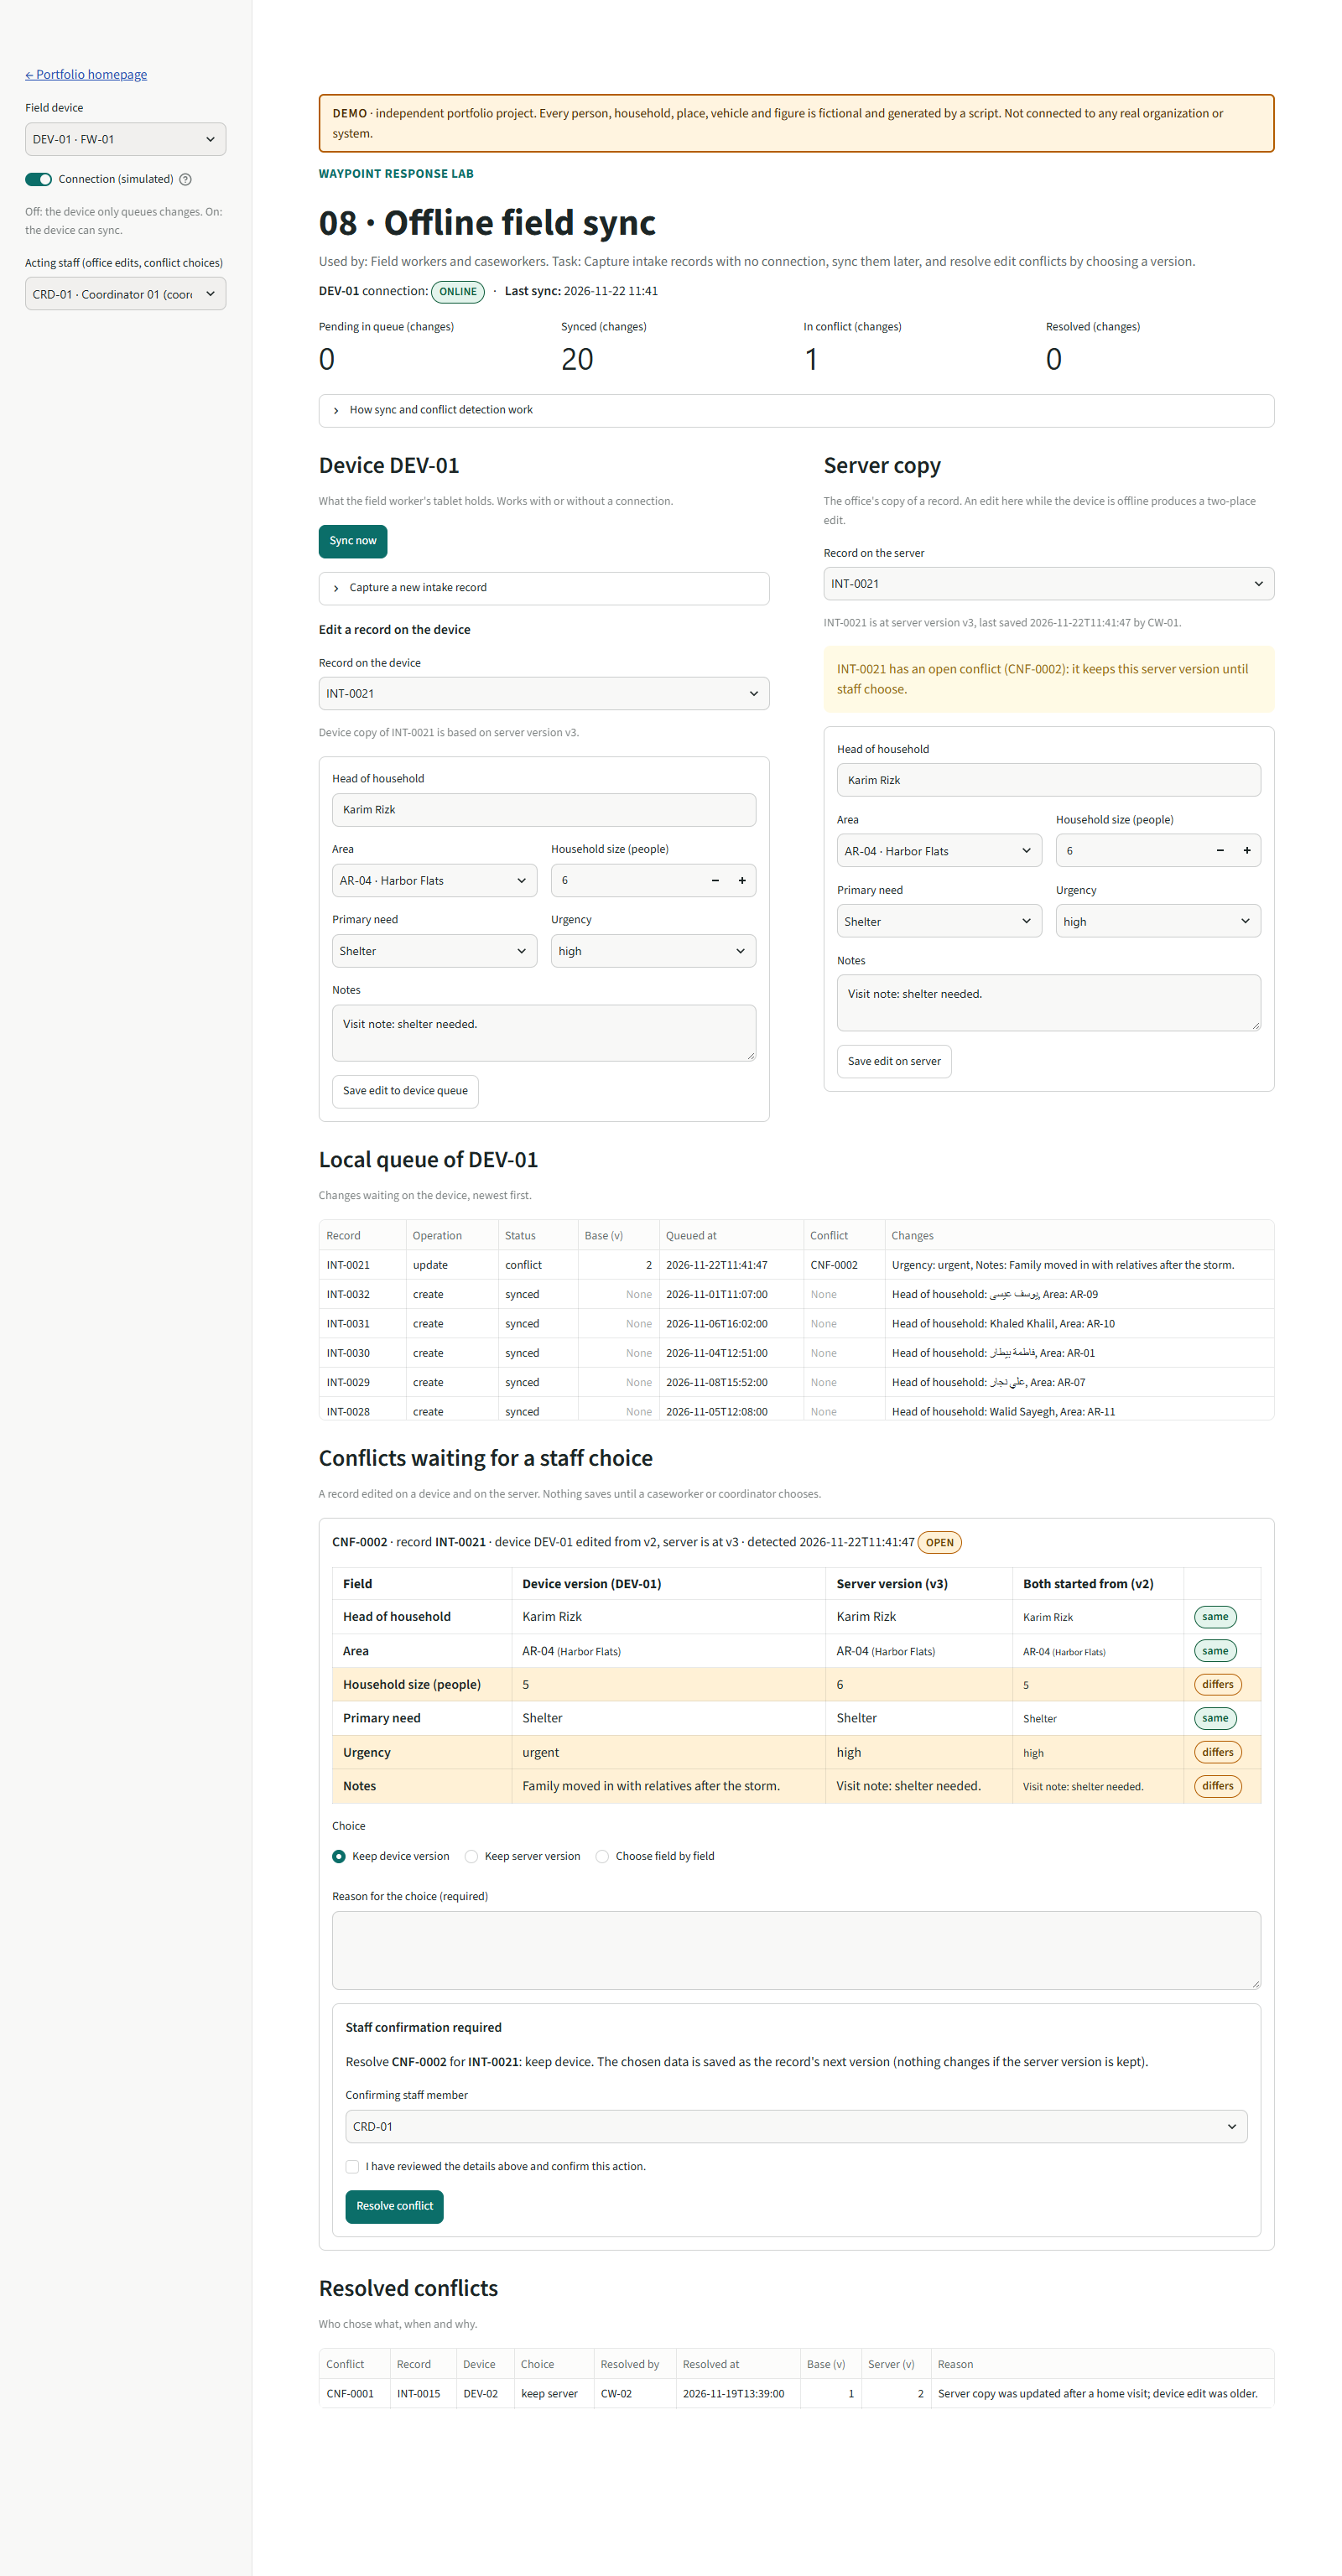 ← Portfolio homepage
Field device
DEV-01 · FW-01
Connection (simulated)
Off: the device only queues changes. On:
the device can sync.
Acting staff (office edits, conflict choices)
CRD-01 · Coordinator 01 (coor
DEMO · independent portfolio project. Every person, household, place, vehicle and figure is fictional and generated by a script. Not connected to any real organization or
system.
WAYPOINT RESPONSE LAB
08 · Offline field sync
Used by: Field workers and caseworkers. Task: Capture intake records with no connection, sync them later, and resolve edit conflicts by choosing a version.
DEV-01 connection: ONLINE · Last sync: 2026-11-22 11:41
Pending in queue (changes) Synced (changes) In conflict (changes) Resolved (changes)
0 20 1 0
How sync and conflict detection work
Device DEV-01
What the field worker's tablet holds. Works with or without a connection.
Sync now
Capture a new intake record
Edit a record on the device
Record on the device
INT-0021
Device copy of INT-0021 is based on server version v3.
Head of household
Karim Rizk
Area Household size (people)
AR-04 · Harbor Flats 6 − +
Primary need Urgency
Shelter high
Notes
Visit note: shelter needed.
Save edit to device queue
Server copy
The office's copy of a record. An edit here while the device is offline produces a two-place
edit.
Record on the server
INT-0021
INT-0021 is at server version v3, last saved 2026-11-22T11:41:47 by CW-01.
INT-0021 has an open conflict (CNF-0002): it keeps this server version until
staff choose.
Head of household
Karim Rizk
Area Household size (people)
AR-04 · Harbor Flats 6 − +
Primary need Urgency
Shelter high
Notes
Visit note: shelter needed.
Save edit on server
Local queue of DEV-01
Changes waiting on the device, newest first.
Record Operation Status Base (v) Queued at Conflict Changes
INT-0021 update conflict 2 2026-11-22T11:41:47 CNF-0002 Urgency: urgent, Notes: Family moved in with relatives after the storm.
INT-0032 create synced None 2026-11-01T11:07:00 None Head of household: يوسف عيسى, Area: AR-09
INT-0031 create synced None 2026-11-06T16:02:00 None Head of household: Khaled Khalil, Area: AR-10
INT-0030 create synced None 2026-11-04T12:51:00 None Head of household: فاطمة بيطار, Area: AR-01
INT-0029 create synced None 2026-11-08T15:52:00 None Head of household: علي نجار, Area: AR-07
INT-0028 create synced None 2026-11-05T12:08:00 None Head of household: Walid Sayegh, Area: AR-11
Conflicts waiting for a staff choice
A record edited on a device and on the server. Nothing saves until a caseworker or coordinator chooses.
CNF-0002 · record INT-0021 · device DEV-01 edited from v2, server is at v3 · detected 2026-11-22T11:41:47 OPEN
Field Device version (DEV-01) Server version (v3) Both started from (v2)
Head of household Karim Rizk Karim Rizk Karim Rizk same
Area AR-04 (Harbor Flats) AR-04 (Harbor Flats) AR-04 (Harbor Flats) same
Household size (people) 5 6 5 differs
Primary need Shelter Shelter Shelter same
Urgency urgent high high differs
Notes Family moved in with relatives after the storm. Visit note: shelter needed. Visit note: shelter needed. differs
Choice
Keep device version Keep server version Choose field by field
Reason for the choice (required)
Staff confirmation required
Resolve CNF-0002 for INT-0021: keep device. The chosen data is saved as the record's next version (nothing changes if the server version is kept).
Confirming staff member
CRD-01
I have reviewed the details above and confirm this action.
Resolve conflict
Resolved conflicts
Who chose what, when and why.
Conflict Record Device Choice Resolved by Resolved at Base (v) Server (v) Reason
CNF-0001 INT-0015 DEV-02 keep server CW-02 2026-11-19T13:39:00 1 2 Server copy was updated after a home visit; device edit was older.